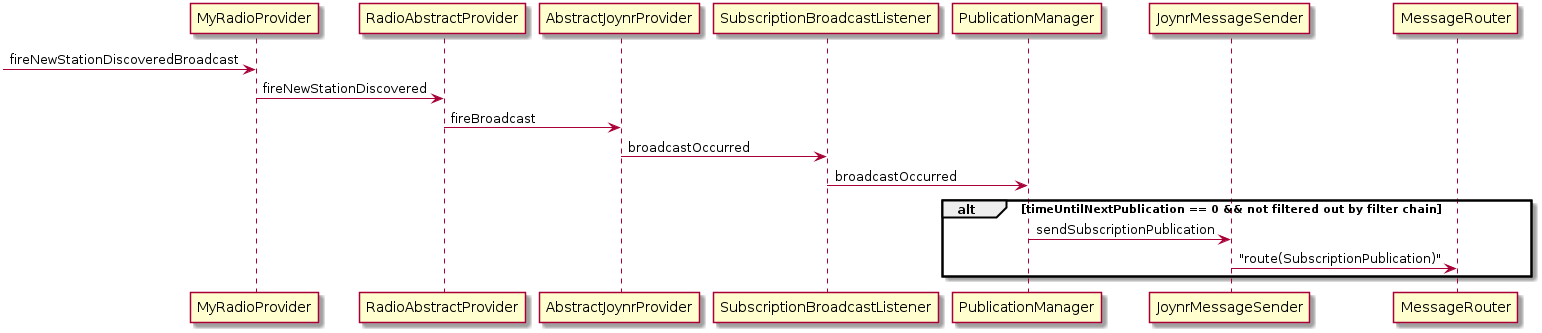 MyRadioProvider RadioAbstractProvider AbstractJoynrProvider SubscriptionBroadcastListener PublicationManager JoynrMessageSender MessageRouter
fireNewStationDiscoveredBroadcast
fireNewStationDiscovered
fireBroadcast
broadcastOccurred
broadcastOccurred
alt [timeUntilNextPublication == 0 && not filtered out by filter chain]
sendSubscriptionPublication
"route(SubscriptionPublication)"
MyRadioProvider RadioAbstractProvider AbstractJoynrProvider SubscriptionBroadcastListener PublicationManager JoynrMessageSender MessageRouter